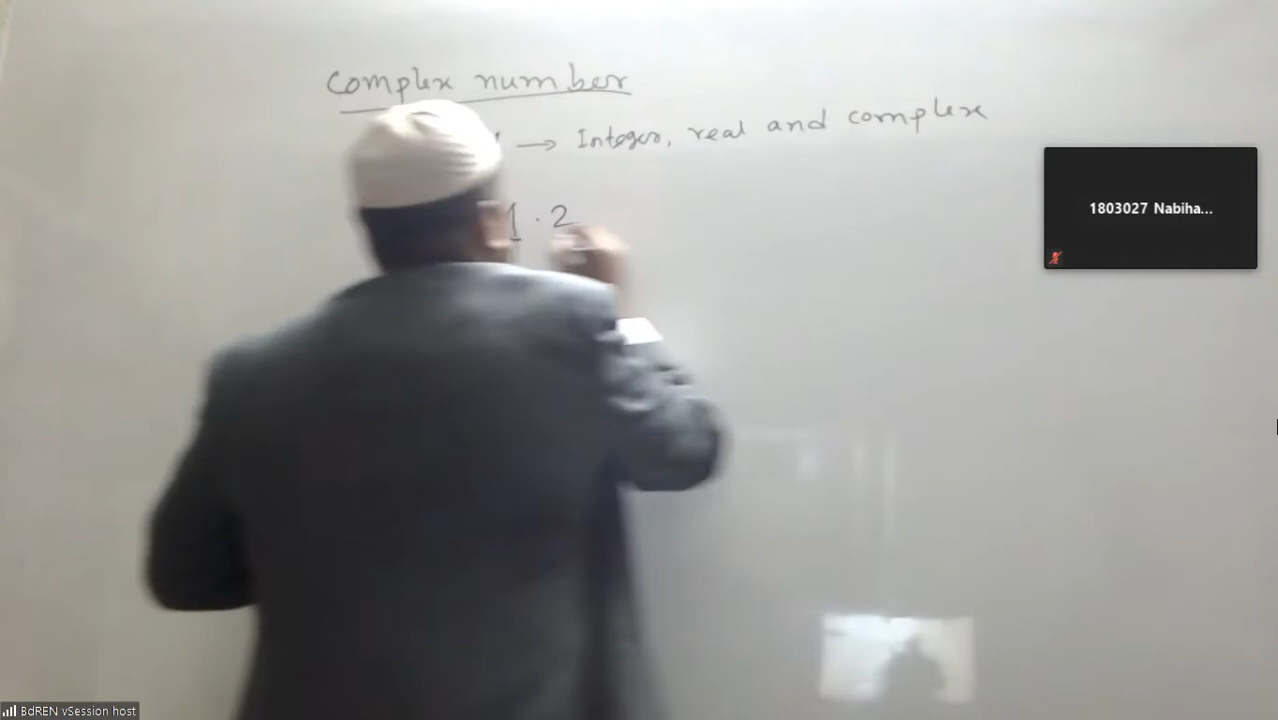 Complex number
→ Integer, real and complex
1.2
1803027 Nabiha...
BdREN vSession host